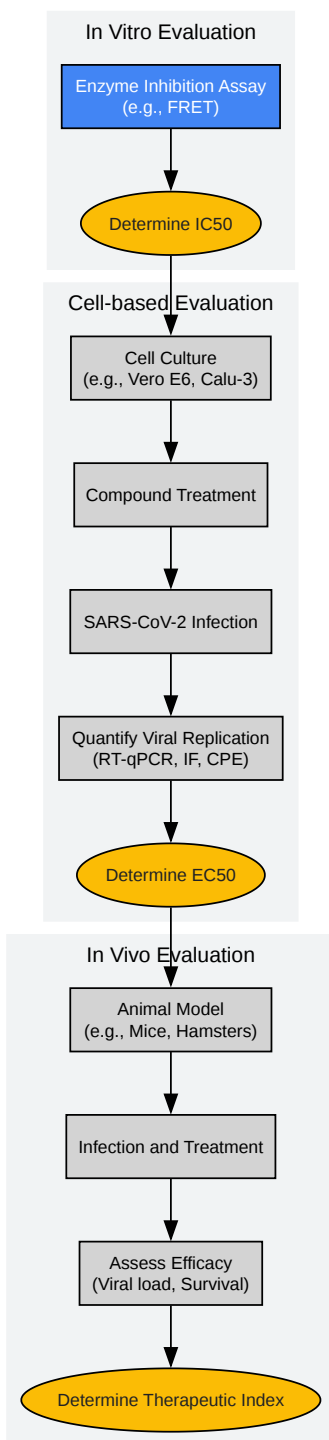 In Vitro Evaluation
Enzyme Inhibition Assay
(e.g., FRET)
Determine IC50
Cell-based Evaluation
Cell Culture
(e.g., Vero E6, Calu-3)
Compound Treatment
SARS-CoV-2 Infection
Quantify Viral Replication
(RT-qPCR, IF, CPE)
Determine EC50
In Vivo Evaluation
Animal Model
(e.g., Mice, Hamsters)
Infection and Treatment
Assess Efficacy
(Viral load, Survival)
Determine Therapeutic Index